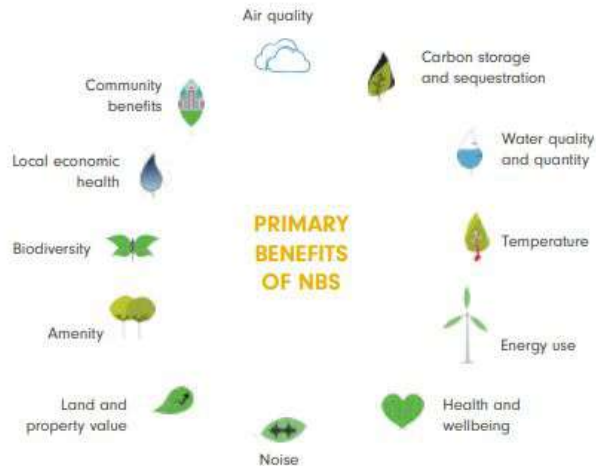 Air quality
Carbon storage
and sequestration
Water quality
and quantity
Temperature
Energy use
Health and
wellbeing
Noise
Land and
property value
Amenity
Biodiversity
Local economic
health
Community
benefits
PRIMARY
BENEFITS
OF NBS